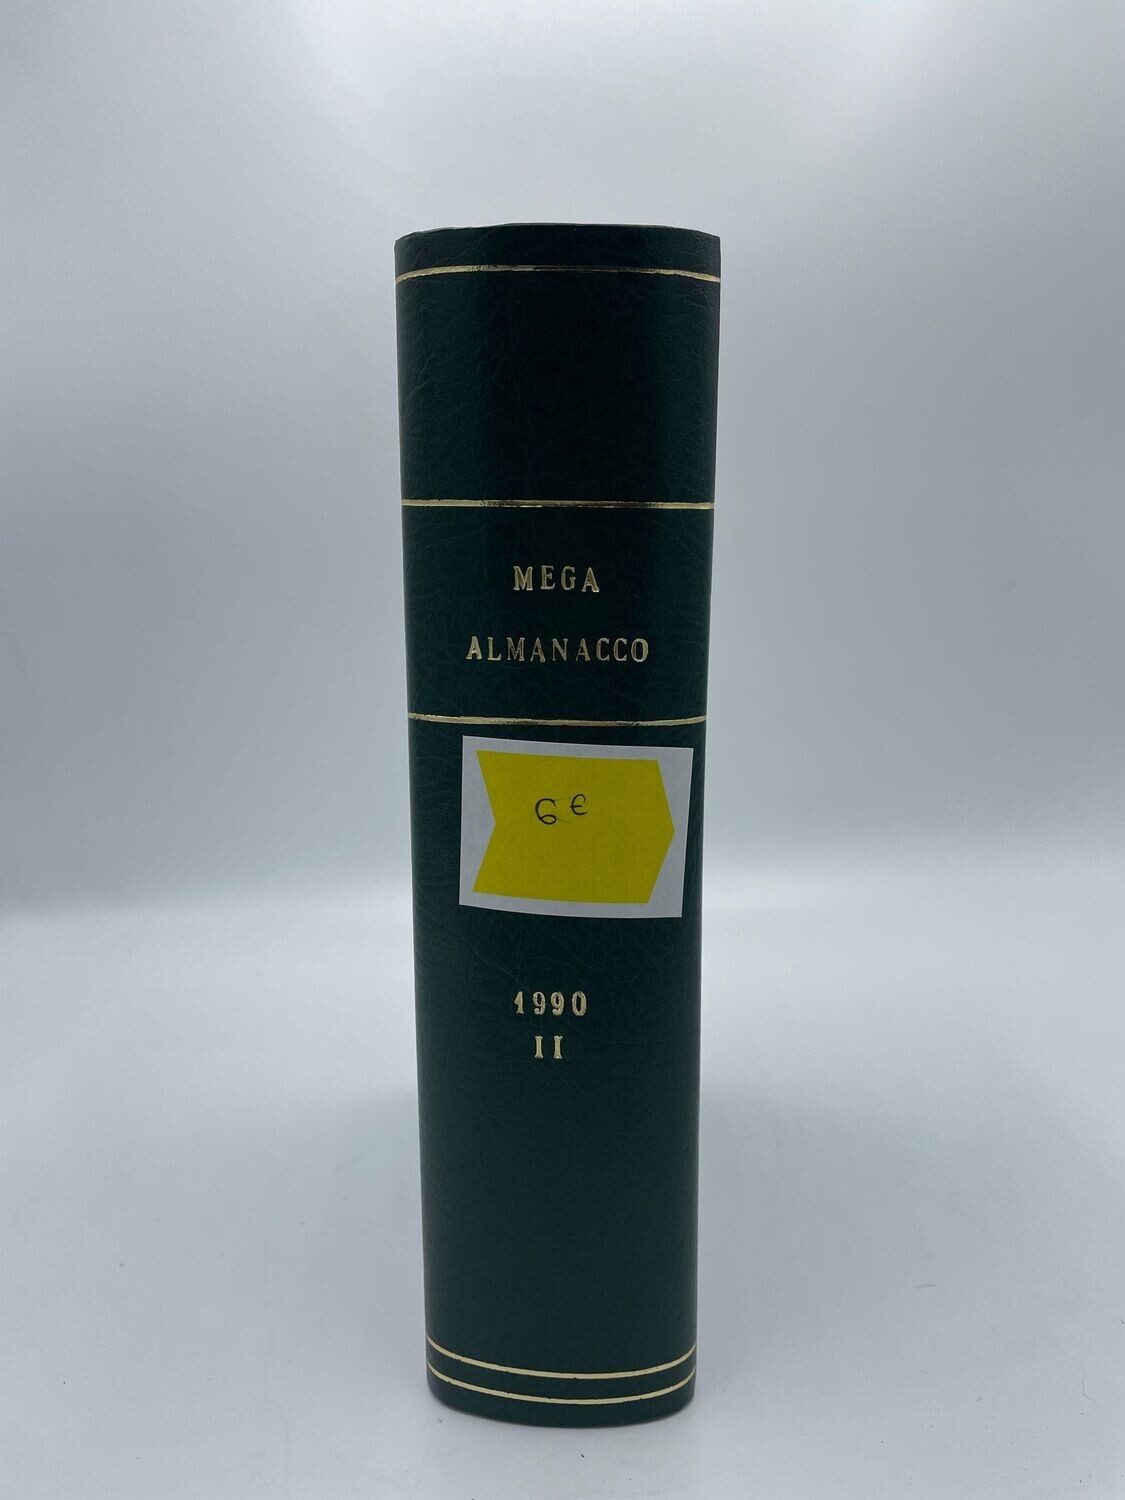 MEGA
ALMANACCO
6 €
1990
II